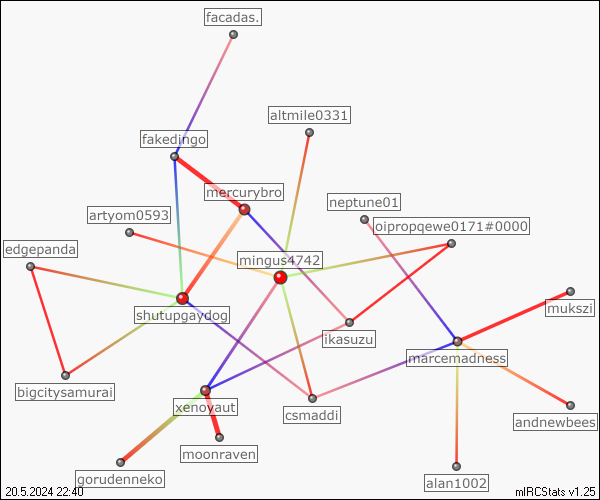 facadas.
altmile0331
fakedingo
mercurybro
neptune01
artyom0593
oipropqewe0171#0000
edgepanda
mingus4742
shutupgaydog
mukszi
ikasuzu
marcemadness
bigcitysamurai
xenoyaut
csmaddi
andnewbees
moonraven
gorudenneko
alan1002
20.5.2024 22:40
mIRCStats v1.25